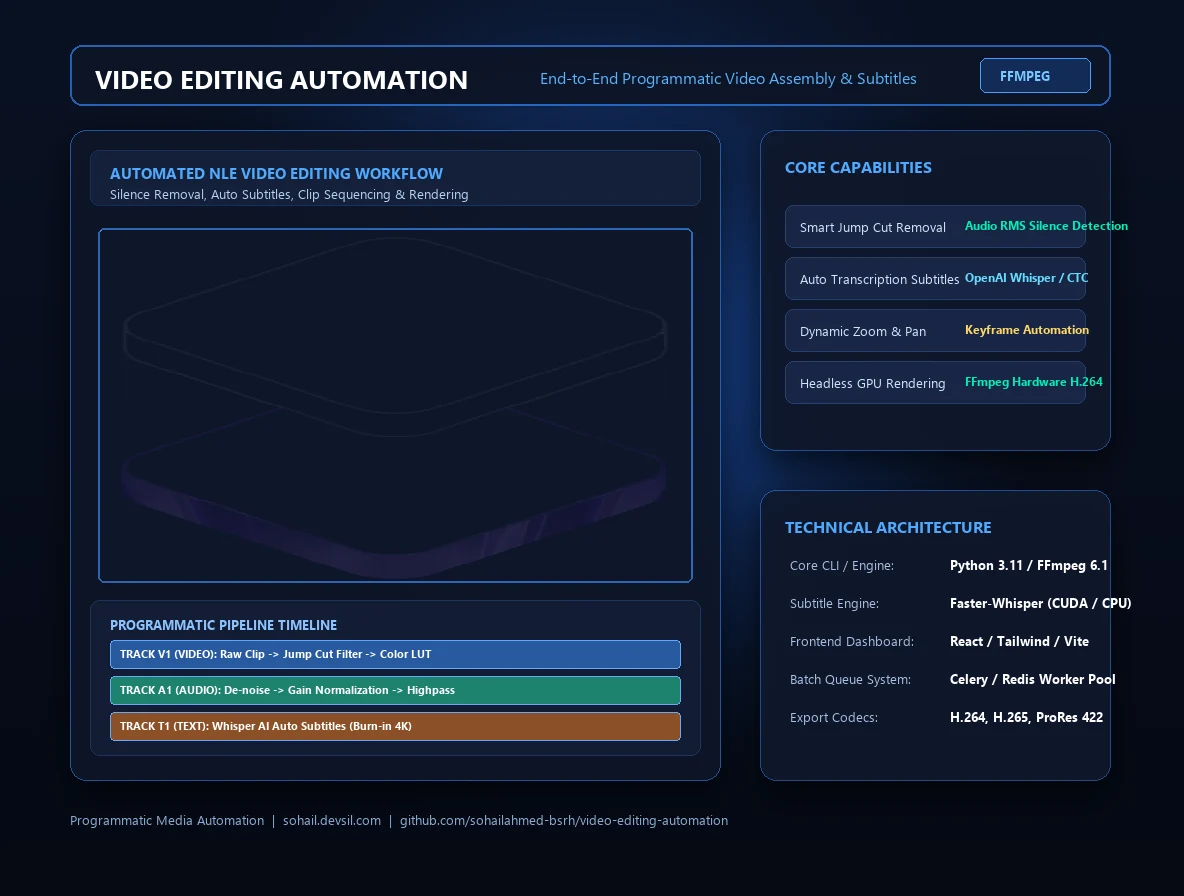 VIDEO EDITING AUTOMATION
End-to-End Programmatic Video Assembly & Subtitles
FFMPEG
AUTOMATED NLE VIDEO EDITING WORKFLOW
Silence Removal, Auto Subtitles, Clip Sequencing & Rendering
PROGRAMMATIC PIPELINE TIMELINE
TRACK V1 (VIDEO): Raw Clip -> Jump Cut Filter -> Color LUT
TRACK A1 (AUDIO): De-noise -> Gain Normalization -> Highpass
TRACK T1 (TEXT): Whisper AI Auto Subtitles (Burn-in 4K)
CORE CAPABILITIES
Smart Jump Cut Removal Audio RMS Silence Detection
Auto Transcription Subtitles OpenAI Whisper / CTC
Dynamic Zoom & Pan Keyframe Automation
Headless GPU Rendering FFmpeg Hardware H.264
TECHNICAL ARCHITECTURE
Core CLI / Engine: Python 3.11 / FFmpeg 6.1
Subtitle Engine: Faster-Whisper (CUDA / CPU)
Frontend Dashboard: React / Tailwind / Vite
Batch Queue System: Celery / Redis Worker Pool
Export Codecs: H.264, H.265, ProRes 422
Programmatic Media Automation | sohail.devsil.com | github.com/sohailahmed-bsrh/video-editing-automation